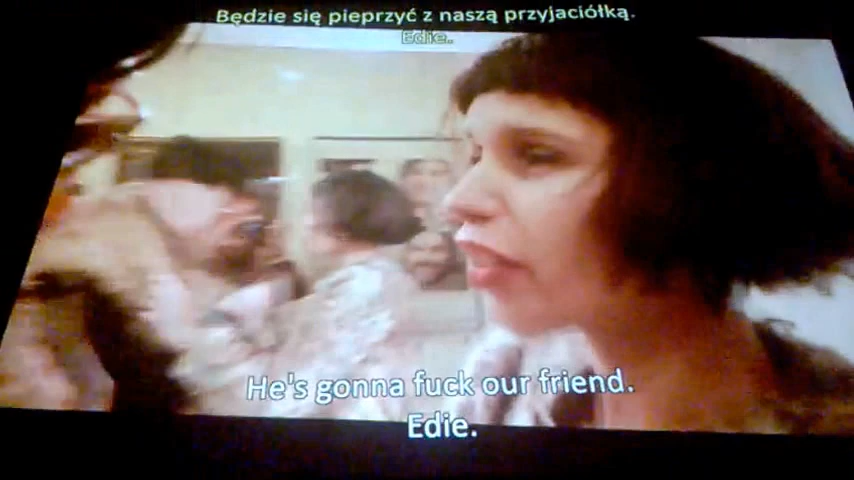 Będzie się pieprzyć z naszą przyjaciółką.
Edie.
He's gonna fuck our friend.
Edie.